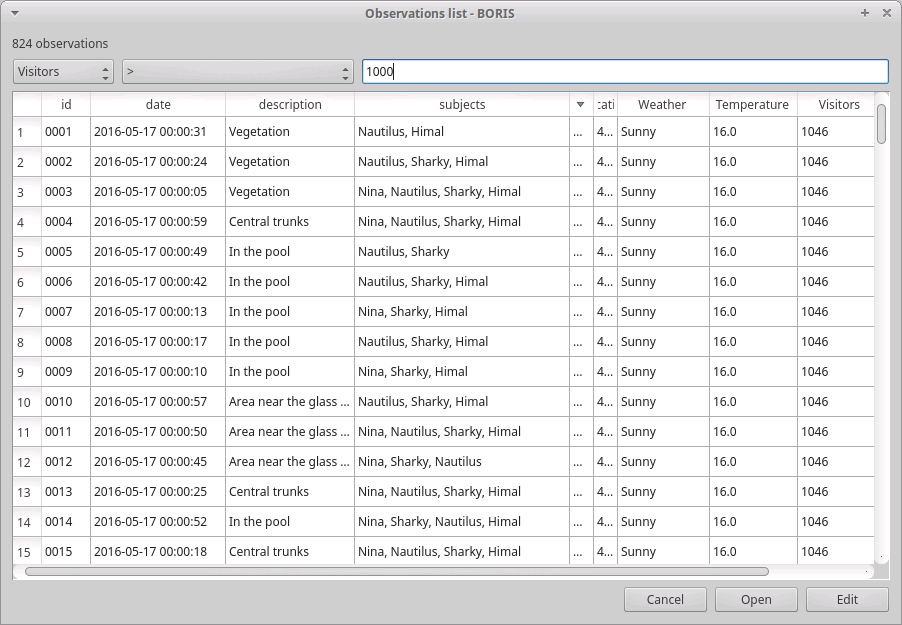 Observations list - BORIS
824 observations
Visitors > 1000
id date description subjects cati Weather Temperature Visitors
1 0001 2016-05-17 00:00:31 Vegetation Nautilus, Himal ... 4... Sunny 16.0 1046
2 0002 2016-05-17 00:00:24 Vegetation Nautilus, Sharky, Himal ... 4... Sunny 16.0 1046
3 0003 2016-05-17 00:00:05 Vegetation Nina, Nautilus, Sharky, Himal ... 4... Sunny 16.0 1046
4 0004 2016-05-17 00:00:59 Central trunks Nina, Nautilus, Sharky, Himal ... 4... Sunny 16.0 1046
5 0005 2016-05-17 00:00:49 In the pool Nautilus, Sharky ... 4... Sunny 16.0 1046
6 0006 2016-05-17 00:00:42 In the pool Nautilus, Sharky, Himal ... 4... Sunny 16.0 1046
7 0007 2016-05-17 00:00:13 In the pool Nina, Sharky, Himal ... 4... Sunny 16.0 1046
8 0008 2016-05-17 00:00:17 In the pool Nautilus, Sharky, Himal ... 4... Sunny 16.0 1046
9 0009 2016-05-17 00:00:10 In the pool Nina, Sharky, Himal ... 4... Sunny 16.0 1046
10 0010 2016-05-17 00:00:57 Area near the glass ... Nautilus, Sharky, Himal ... 4... Sunny 16.0 1046
11 0011 2016-05-17 00:00:50 Area near the glass ... Nina, Nautilus, Sharky, Himal ... 4... Sunny 16.0 1046
12 0012 2016-05-17 00:00:45 Area near the glass ... Nina, Sharky, Nautilus ... 4... Sunny 16.0 1046
13 0013 2016-05-17 00:00:25 Central trunks Nina, Nautilus, Sharky, Himal ... 4... Sunny 16.0 1046
14 0014 2016-05-17 00:00:52 In the pool Nina, Sharky, Nautilus, Himal ... 4... Sunny 16.0 1046
15 0015 2016-05-17 00:00:18 Central trunks Nina, Nautilus, Sharky, Himal ... 4... Sunny 16.0 1046
Cancel Open Edit